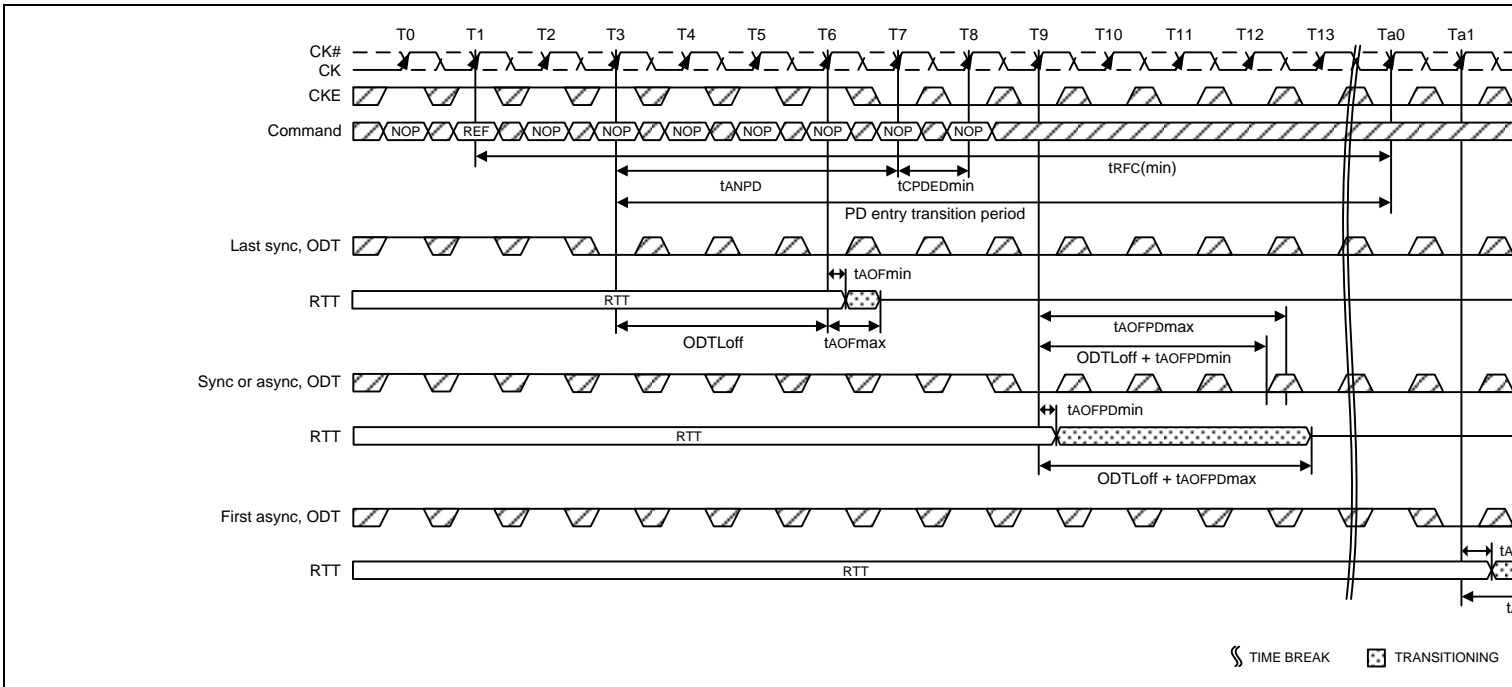 T0 T1 T2 T3 T4 T5 T6 T7 T8 T9 T10 T11 T12 T13 Ta0 Ta1
CK#
CK
CKE
Command NOP REF NOP NOP NOP NOP NOP NOP NOP
tRFC(min)
tANPD tCPDEDmin
PD entry transition period
Last sync, ODT
tAOFmin
RTT RTT
tAOFPDmax
ODTLoff tAOFmax
ODTLoff + tAOFPDmin
Sync or async, ODT
tAOFPDmin
RTT RTT
ODTLoff + tAOFPDmax
First async, ODT
tA
RTT RTT
t
TIME BREAK TRANSITIONING